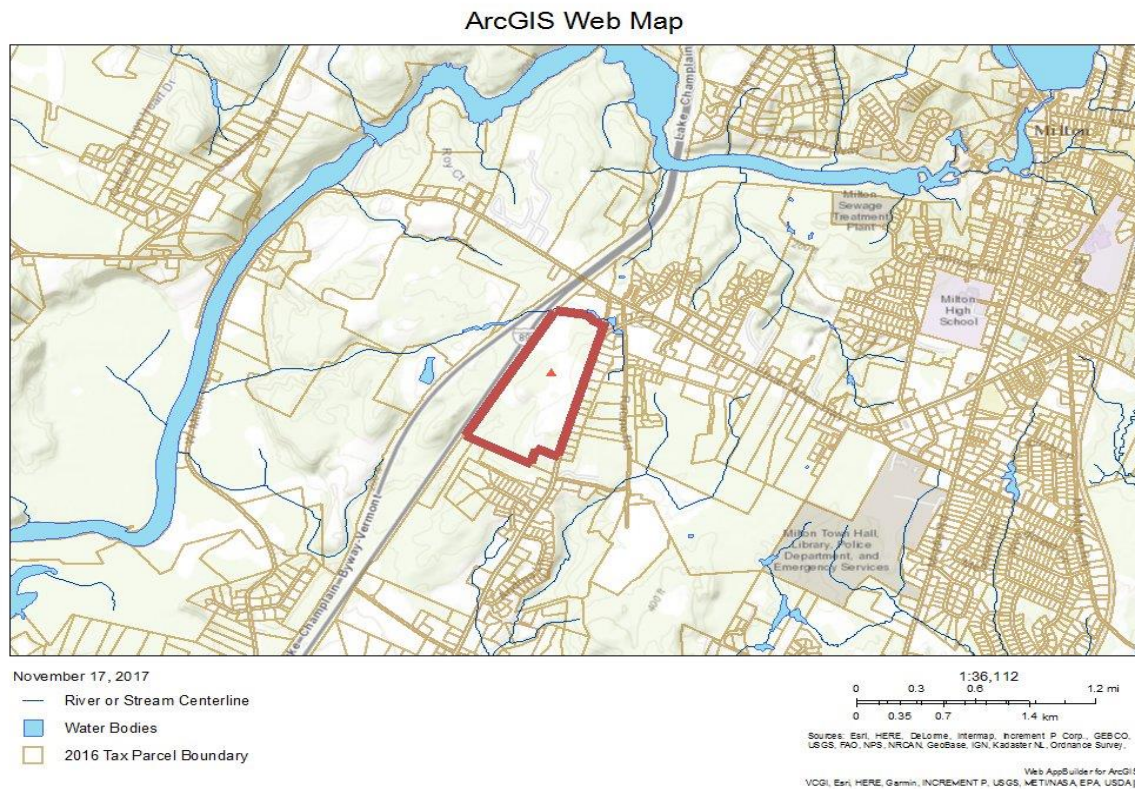 ArcGIS Web Map
Lake=Champlain
Milton
Roy Ct
Milton
Sewage
Treatment
Plant
Milton
High
School
Milton Town Hall,
Library, Police
Department, and
Emergency Services
400 ft
ke=Champlain=Byway-Vermont
November 17, 2017
River or Stream Centerline
Water Bodies
2016 Tax Parcel Boundary
1:36,112
0 0.3 0.6 1.2 mi
0 0.35 0.7 1.4 km
Sources: Esri, HERE, DeLorme, Intermap, increment P Corp., GEBCO,
USGS, FAO, NPS, NRCAN, GeoBase, IGN, Kadaster NL, Ordnance Survey,
Web AppBuilder for ArcGIS
VCGI, Esri, HERE, Garmin, INCREMENT P, USGS, METI/NASA, EPA, USDA |